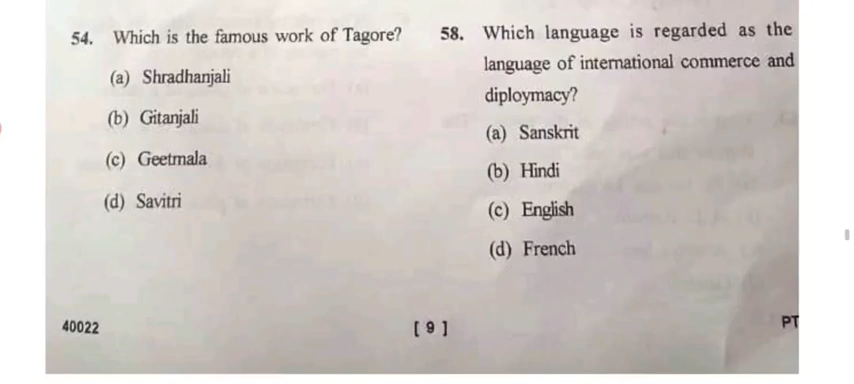 54. Which is the famous work of Tagore?
(a) Shradhanjali
(b) Gitanjali
(c) Geetmala
(d) Savitri
58. Which language is regarded as the
language of international commerce and
diploymacy?
(a) Sanskrit
(b) Hindi
(c) English
(d) French
40022
[ 9 ]
PT